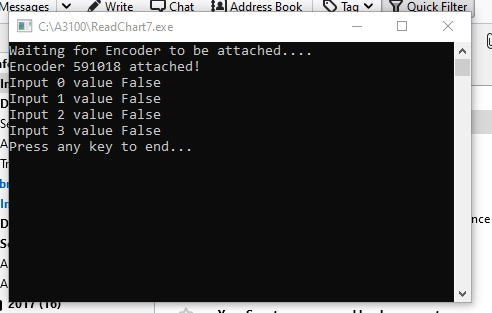 Messages Write Chat Address Book Tag Quick Filter
C:\A3100\ReadChart7.exe
Waiting for Encoder to be attached....
Encoder 591018 attached!
Input 0 value False
Input 1 value False
Input 2 value False
Input 3 value False
Press any key to end...
nce
2017 (16)